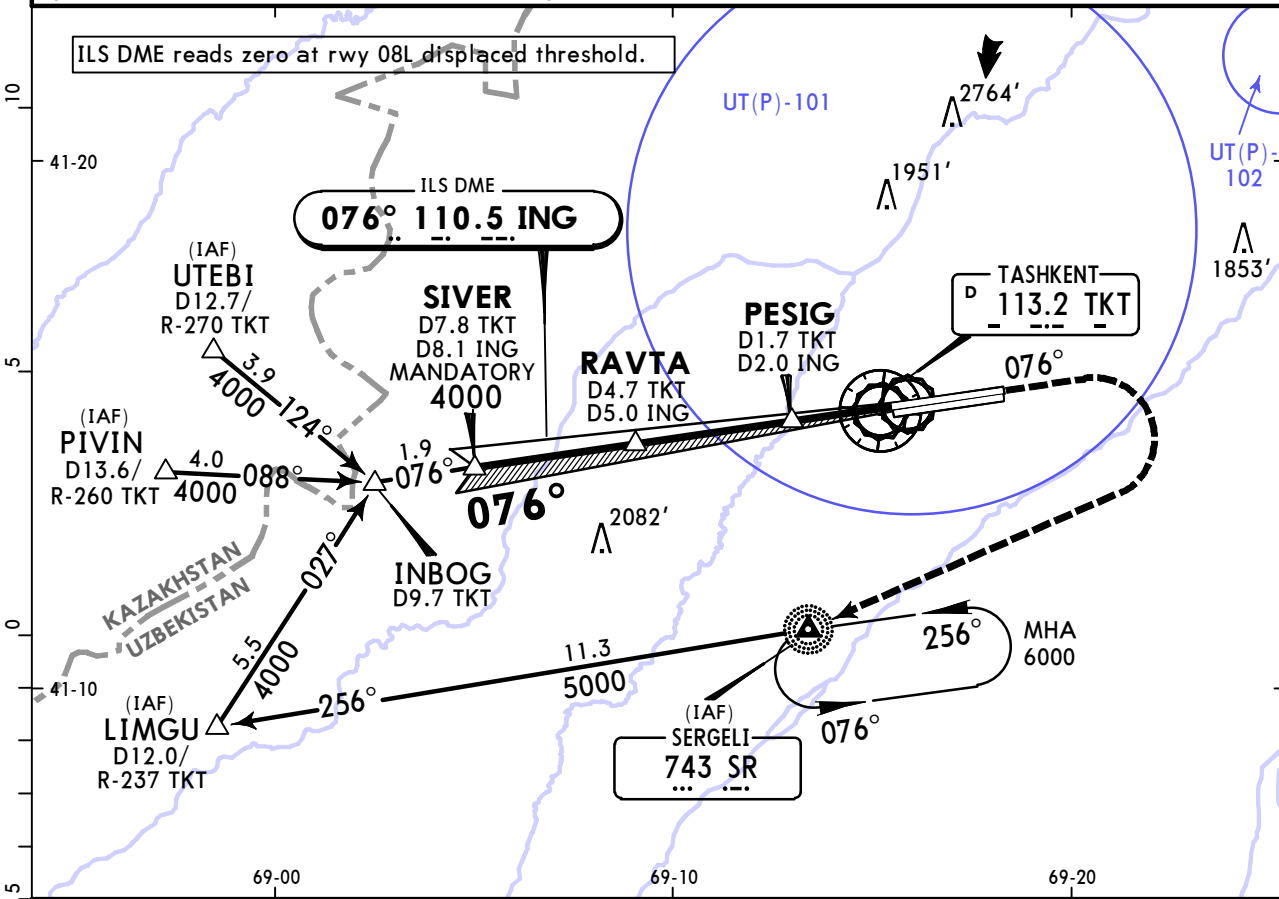 ILS DME reads zero at rwy 08L displaced threshold.
10
2764'
UT(P)-101
41-20
1951'
UT(P)-
102
1853'
ILS DME
076° 110.5 ING
(IAF)
UTEBI
D12.7/
R-270 TKT
3.9
4000
124°
SIVER
D7.8 TKT
D8.1 ING
MANDATORY
4000
RAVTA
D4.7 TKT
D5.0 ING
PESIG
D1.7 TKT
D2.0 ING
TASHKENT
D 113.2 TKT
076°
5
(IAF)
PIVIN
D13.6/
R-260 TKT
4.0
4000
088°
1.9
076°
076°
2082'
INBOG
D9.7 TKT
KAZAKHSTAN
UZBEKISTAN
027°
5.5
4000
0
41-10
(IAF)
LIMGU
D12.0/
R-237 TKT
256°
11.3
5000
256°
MHA
6000
076°
(IAF)
SERGELI
743 SR
5
69-00
69-10
69-20